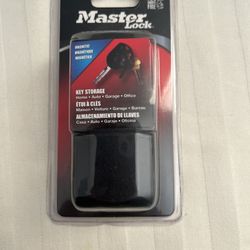 Master
Lock
MAGNETIC
MAGNÉTIQUE
MAGNÉTICO
KEY STORAGE
Home • Auto • Garage • Office
ÉTUI À CLÉS
Maison • Voiture • Garage • Bureau
ALMACENAMIENTO DE LLAVES
Casa • Auto • Garaje • Oficina